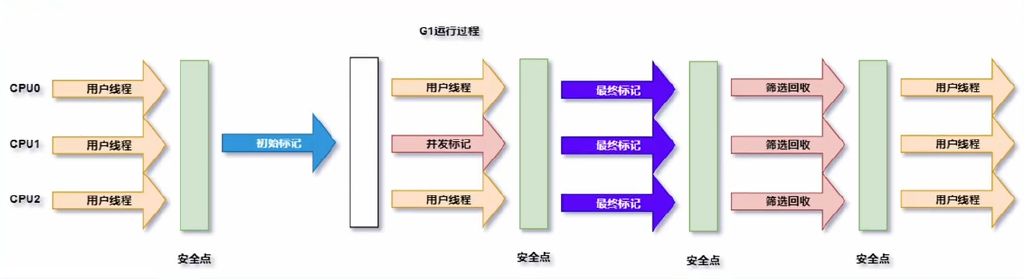 G1运行过程
CPU0 用户线程 用户线程 最终标记 筛选回收 用户线程
CPU1 用户线程 初始标记 并发标记 最终标记 筛选回收 用户线程
CPU2 用户线程 用户线程 最终标记 筛选回收 用户线程
安全点 安全点 安全点 安全点